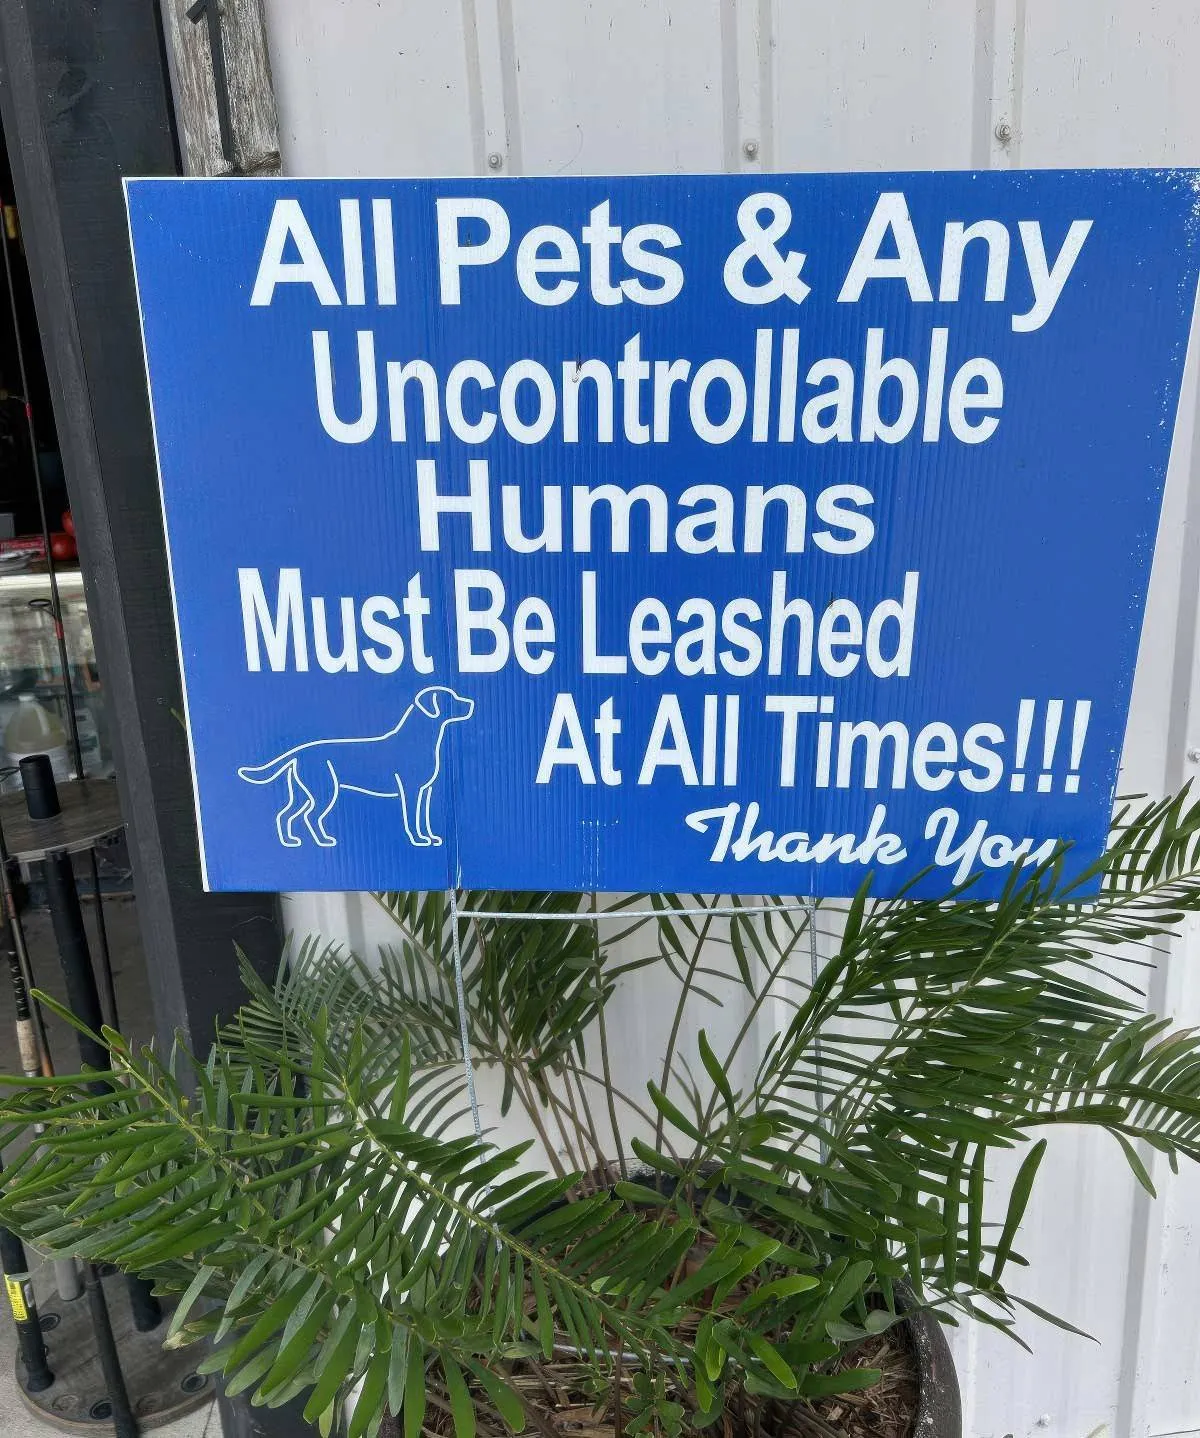 All Pets & Any
Uncontrollable
Humans
Must Be Leashed
At All Times!!!
Thank You